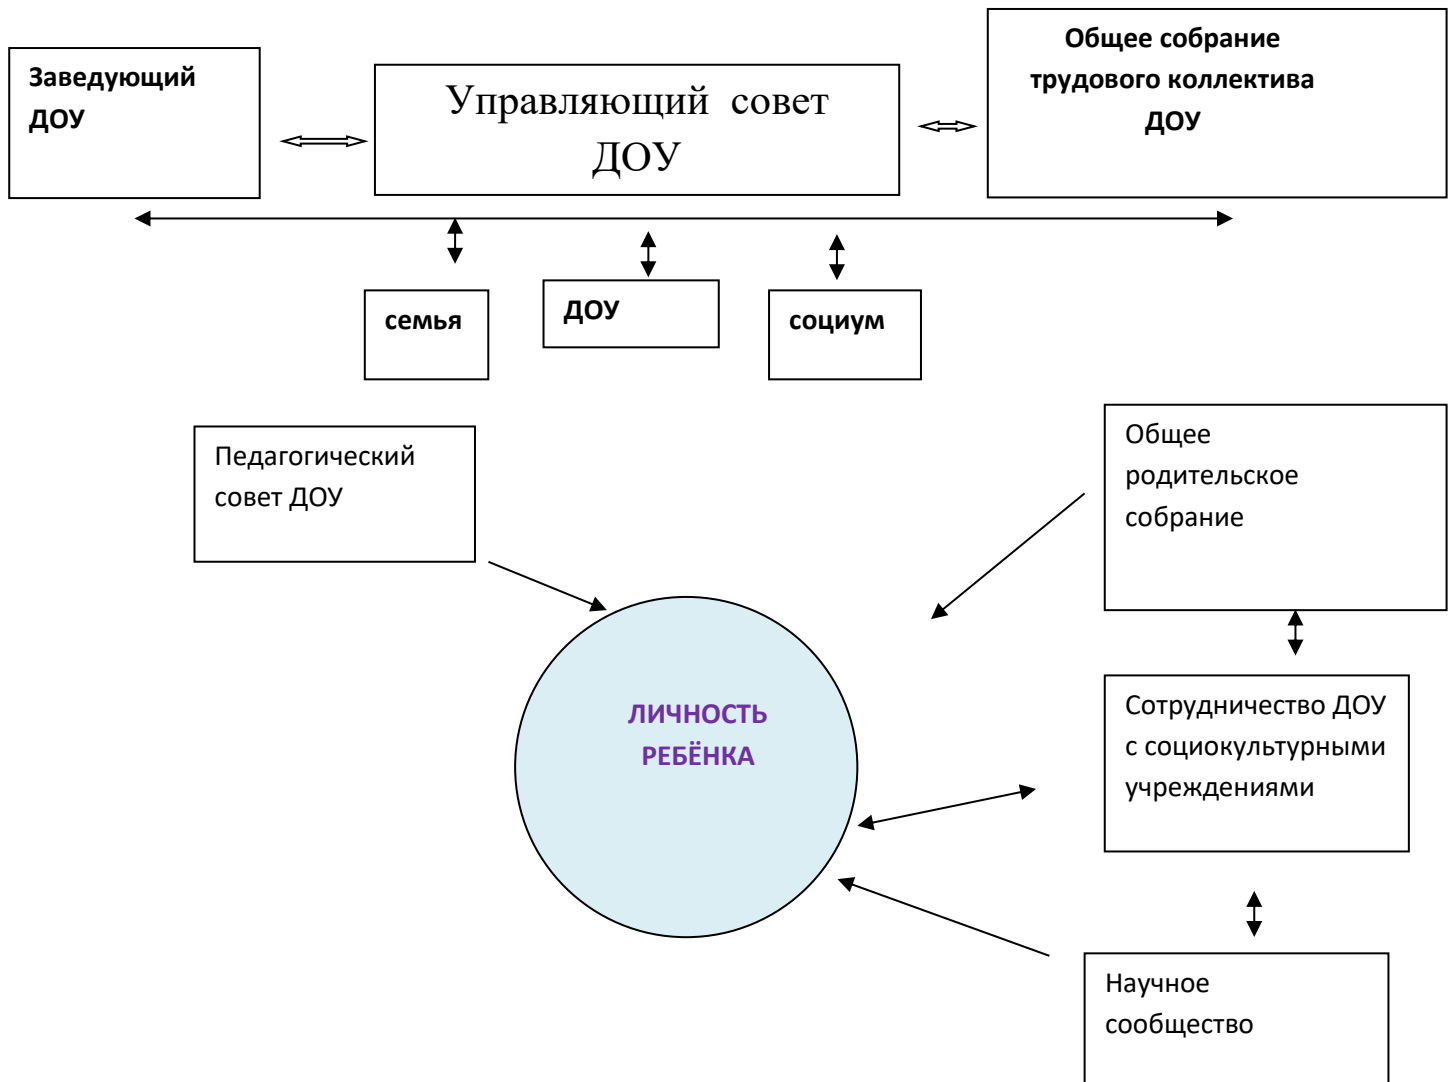 Заведующий
ДОУ
Управляющий совет
ДОУ
Общее собрание
трудового коллектива
ДОУ
семья
ДОУ
социум
Педагогический
совет ДОУ
Общее
родительское
собрание
ЛИЧНОСТЬ
РЕБЁНКА
Сотрудничество ДОУ
с социокультурными
учреждениями
Научное
сообщество